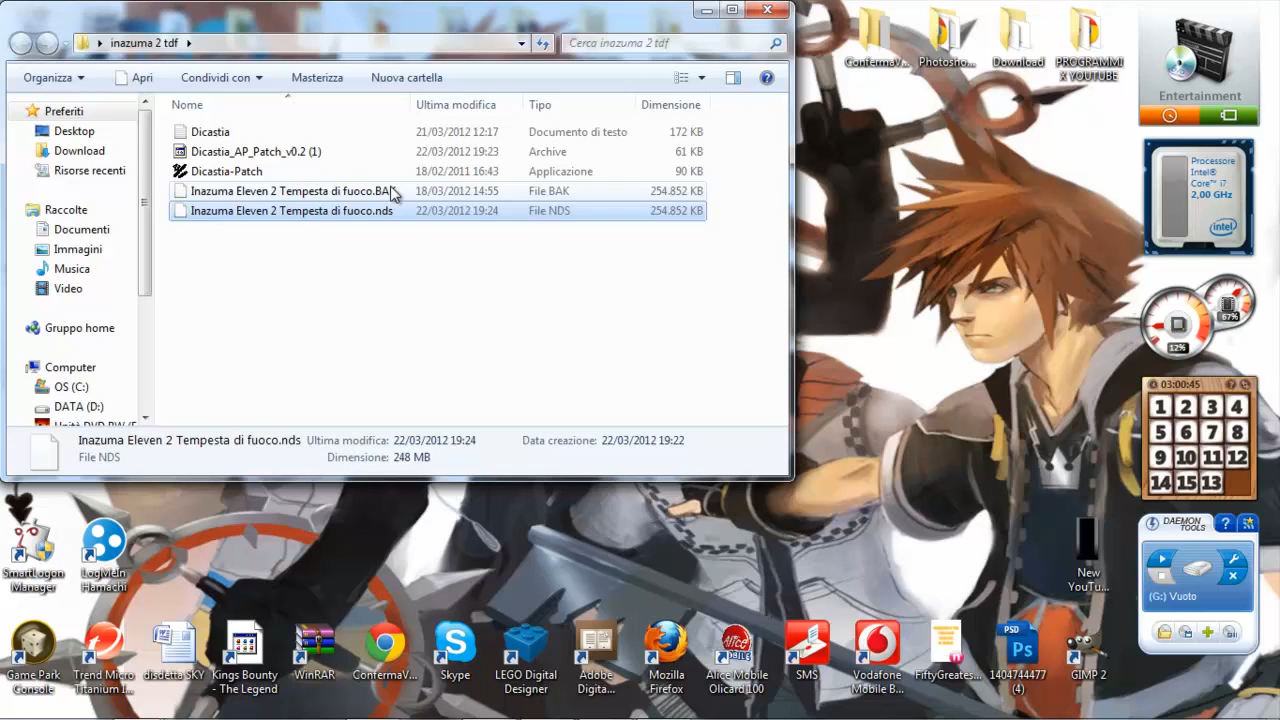 inazuma 2 tdf
Cerca inazuma 2 tdf
Organizza
Apri
Condividi con
Masterizza
Nuova cartella
Nome
Ultima modifica
Tipo
Dimensione
Dicastia
21/03/2012 12:17
Documento di testo
172 KB
Dicastia_AP_Patch_v0.2 (1)
22/03/2012 19:23
Archive
61 KB
Dicastia-Patch
18/02/2011 16:43
Applicazione
90 KB
Inazuma Eleven 2 Tempesta di fuoco.BAK
18/03/2012 14:55
File BAK
254.852 KB
Inazuma Eleven 2 Tempesta di fuoco.nds
22/03/2012 19:24
File NDS
254.852 KB
Preferiti
Desktop
Download
Risorse recenti
Raccolte
Documenti
Immagini
Musica
Video
Gruppo home
Computer
OS (C:)
DATA (D:)
Inazuma Eleven 2 Tempesta di fuoco.nds
Ultima modifica: 22/03/2012 19:24
Data creazione: 22/03/2012 19:22
File NDS
Dimensione: 248 MB
ConfermaV...
Photosho...
Download
PROGRAMMI
X YOUTUBE
Entertainment
Processore
Intel®
Core™ i7
2,00 GHz
intel
67%
12%
03:00:45
1 2 3 4
5 6 7 8
9 10 11 12
14 15 13
DAEMON
TOOLS
(G:) Vuoto
New
YouTu...
SmartLogon
Manager
LogMeIn
Hamachi
Game Park
Console
Trend Micro
Titanium I...
disdetta SKY
Kings Bounty
- The Legend
WinRAR
ConfermaV...
Skype
LEGO Digital
Designer
Adobe
Digita...
Mozilla
Firefox
Alice Mobile
Olicard 100
SMS
Vodafone
Mobile B...
FiftyGreates...
PSD
Ps
1404744477
(4)
GIMP 2